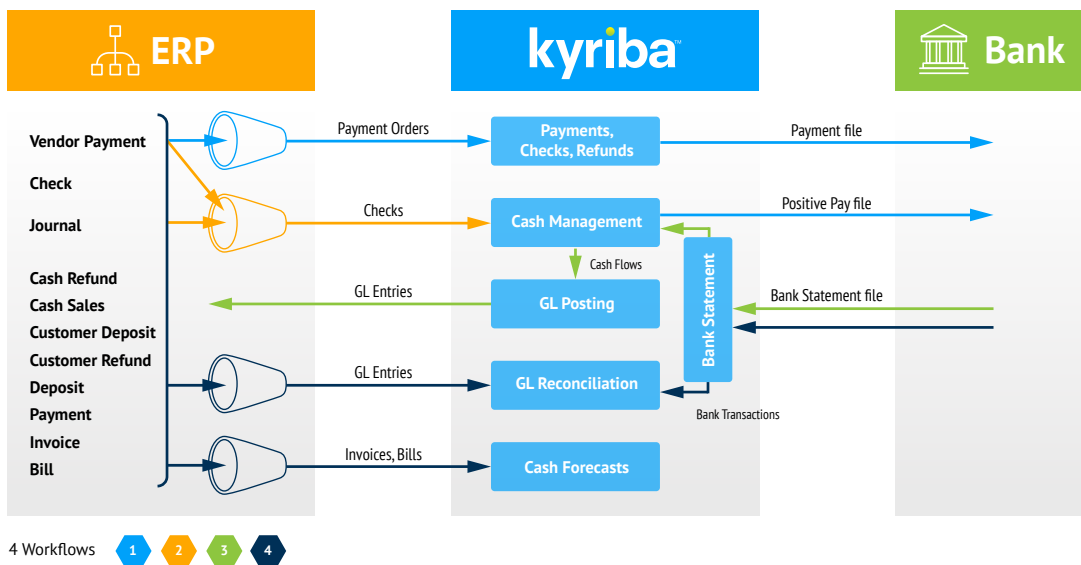 ERP
kyriba™
Bank
Vendor Payment
Check
Journal
Cash Refund
Cash Sales
Customer Deposit
Customer Refund
Deposit
Payment
Invoice
Bill
Payment Orders
Checks
GL Entries
GL Entries
Invoices, Bills
Payments,
Checks, Refunds
Cash Management
Cash Flows
GL Posting
GL Reconciliation
Cash Forecasts
Bank Statement
Bank Transactions
Payment file
Positive Pay file
Bank Statement file
4 Workflows
1
2
3
4